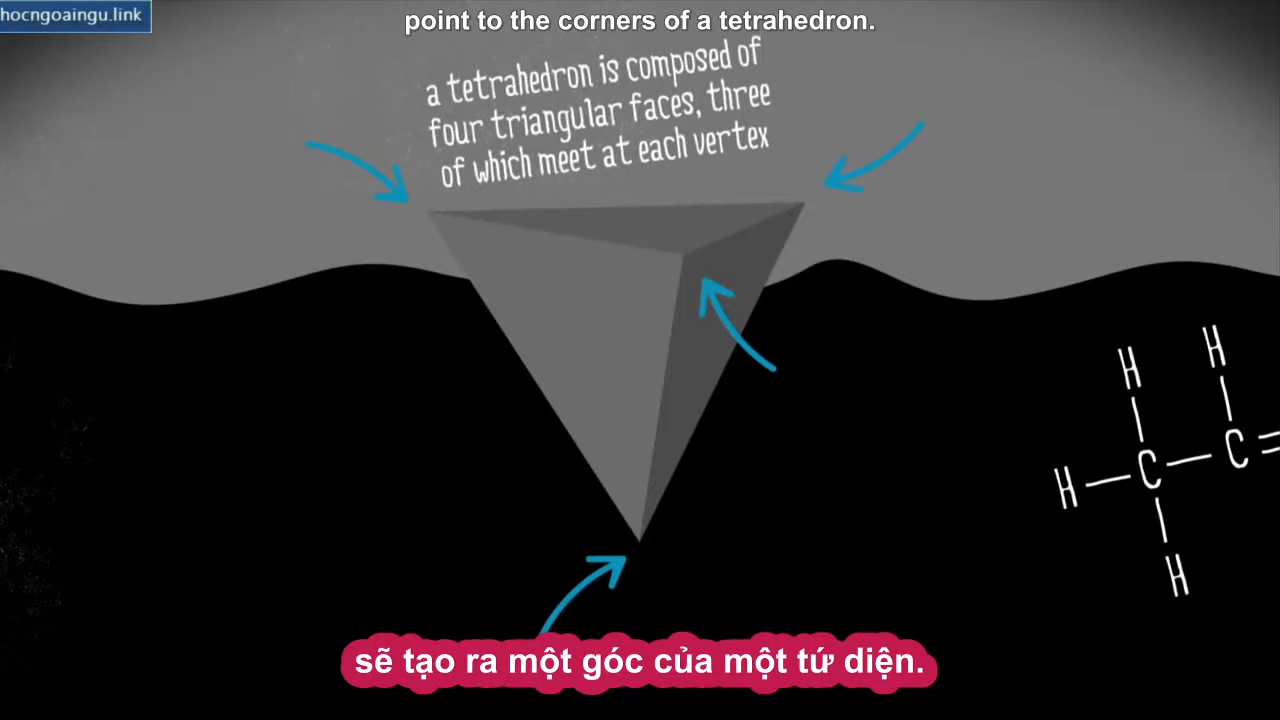 hocngoaingu.link
point to the corners of a tetrahedron.
a tetrahedron is composed of
four triangular faces, three
of which meet at each vertex
H H
H — C — C =
H
sẽ tạo ra một góc của một tứ diện.